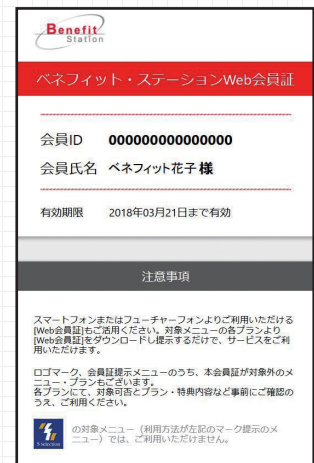 Benefit
Station
ベネフィット・ステーションWeb会員証
会員ID 000000000000000
会員氏名 ベネフィット花子様
有効期限 2018年03月21日まで有効
注意事項
スマートフォンまたはフューチャーフォンよりご利用いただける
[Web会員証]もご活用ください。対象メニューの各プランより
[Web会員証]をダウンロードし提示するだけで、サービスをご利
用いただけます。
ロゴマーク、会員証提示メニューのうち、本会員証が対象外のメ
ニュー・プランもございます。
各プランにて、対象可否とプラン・特典内容など事前にご確認の
うえ、ご利用ください。
の対象メニュー（利用方法が左記のマーク提示のメ
ニュー）では、ご利用いただけません。